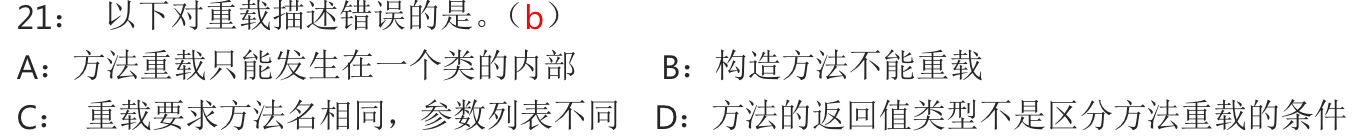 21： 以下对重载描述错误的是。（b）
A：方法重载只能发生在一个类的内部 B：构造方法不能重载
C： 重载要求方法名相同，参数列表不同 D：方法的返回值类型不是区分方法重载的条件